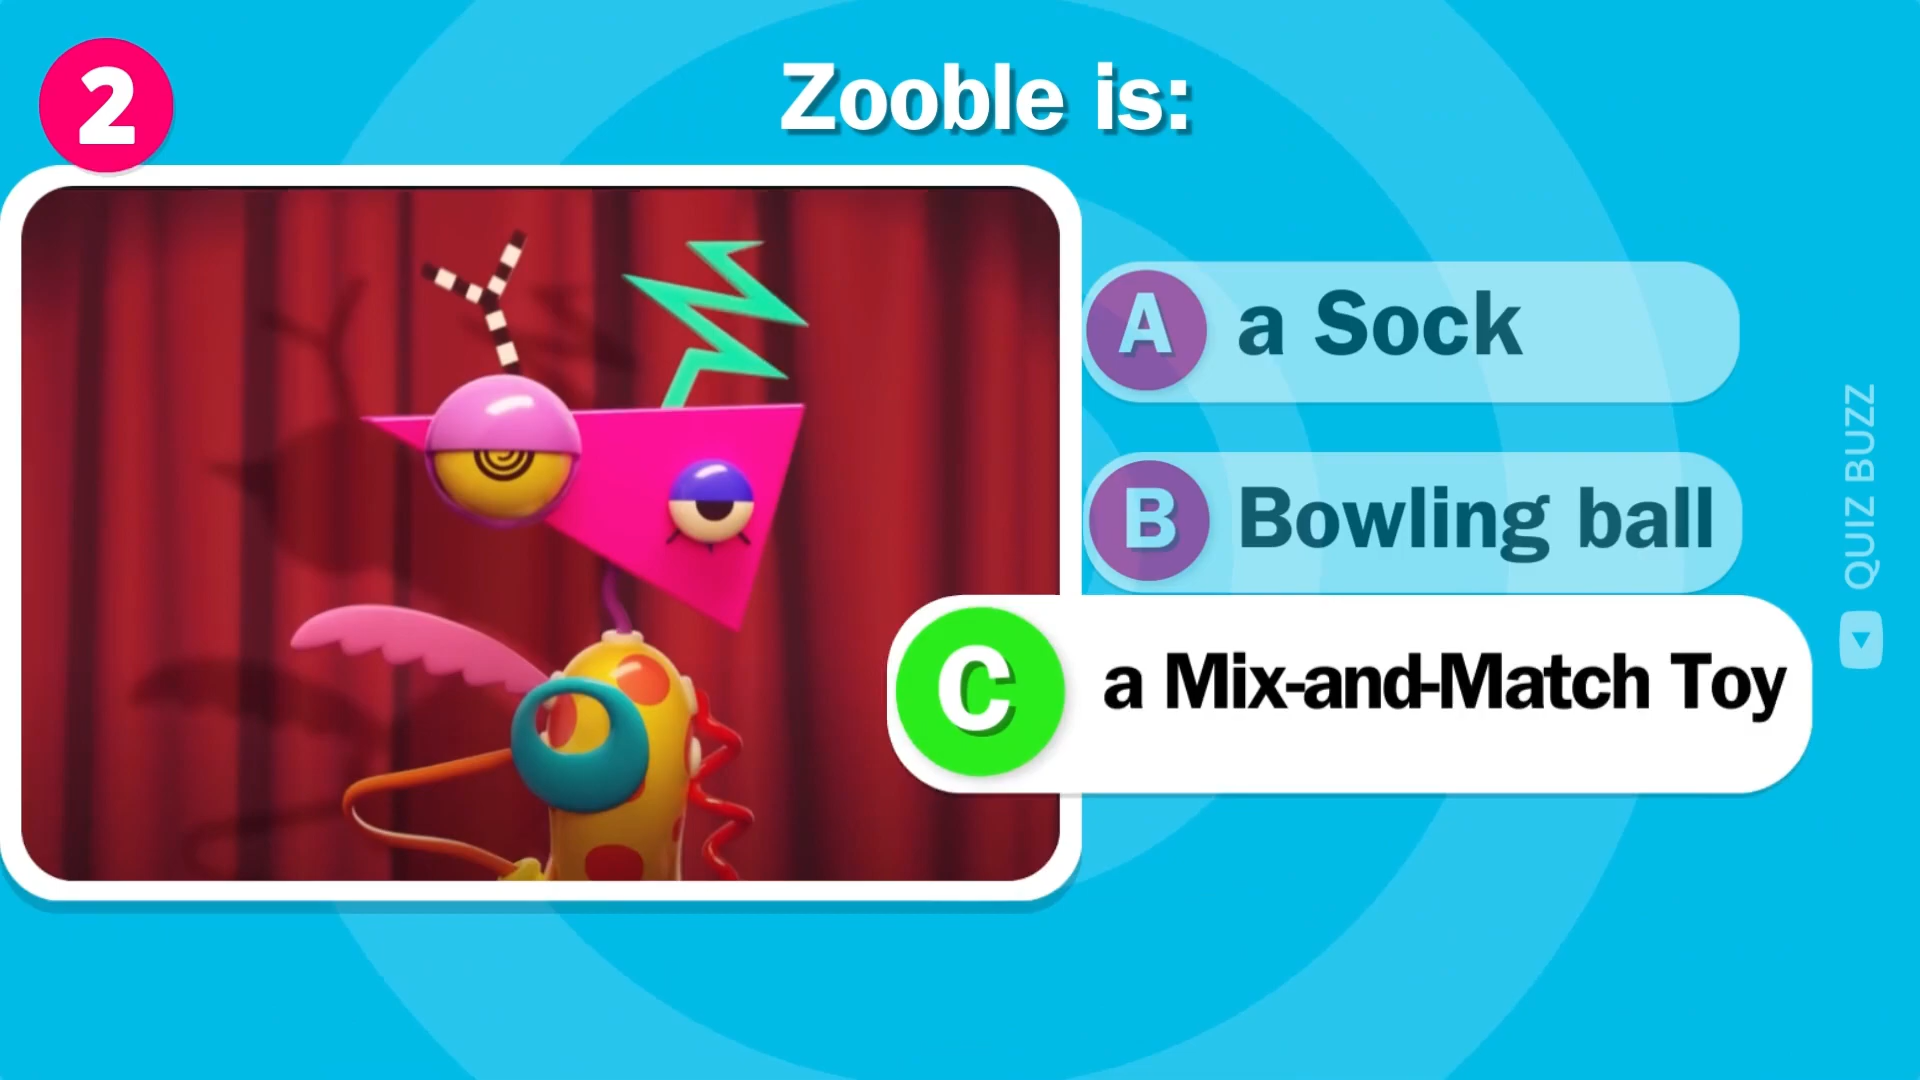 2
Zooble is:
A a Sock
B Bowling ball
C a Mix-and-Match Toy
QUIZ BUZZ